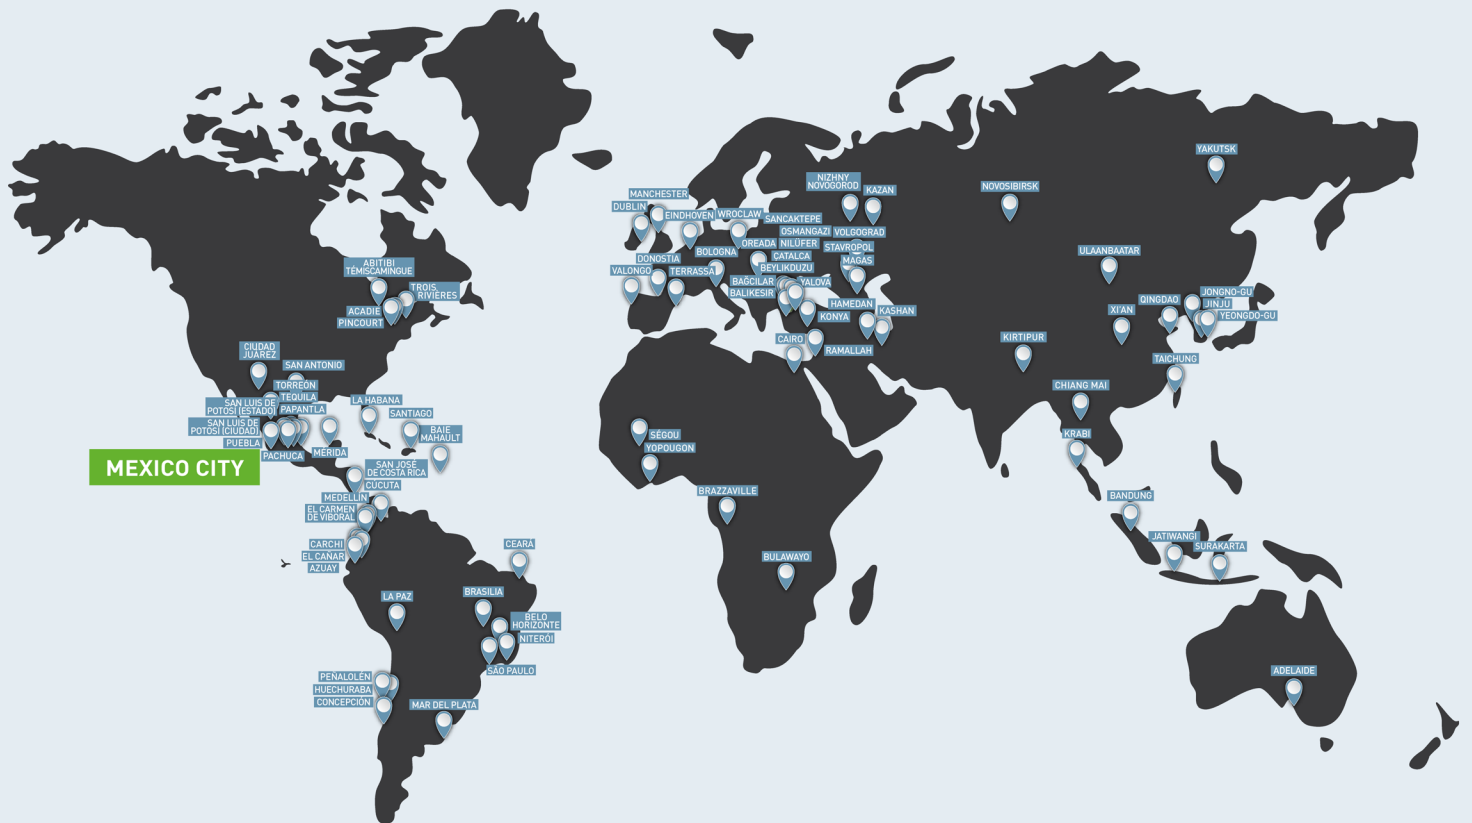 YAKUTSK
NIZHNY
NOVOGOROD
KAZAN
NOVOSIBIRSK
MANCHESTER
DUBLIN
EINDHOVEN
WROCLAW
SANCAKTEPE
OSMANGAZI
VOLGOGRAD
OREADA
NILÜFER
STAVROPOL
BOLOGNA
ÇATALCA
MAGAS
DONOSTIA
BEYLIKDUZU
VALONGO
TERRASSA
BAĞCILAR
YALOVA
BALIKESIR
HAMEDAN
KASHAN
KONYA
CAIRO
RAMALLAH
ULAANBAATAR
QINGDAO
JONGNO-GU
JINJU
YEONGDO-GU
XI'AN
KIRTIPUR
TAICHUNG
CHIANG MAI
KRABI
BANDUNG
JATIWANGI
SURAKARTA
ADELAIDE
ABITIBI
TÉMISCAMINGUE
TROIS
RIVIÈRES
ACADIE
PINCOURT
CIUDAD
JUÁREZ
SAN ANTONIO
TORREÓN
TEQUILA
SAN LUIS DE
POTOSÍ (ESTADO)
PAPANTLA
SAN LUIS DE
POTOSÍ (CIUDAD)
PUEBLA
PACHUCA
MÉRIDA
LA HABANA
SANTIAGO
BAIE
MAHAULT
MEXICO CITY
SAN JOSÉ
DE COSTA RICA
CÚCUTA
MEDELLÍN
EL CARMEN
DE VIBORAL
CARCHI
EL CAÑAR
AZUAY
CEARÁ
LA PAZ
BRASILIA
BELO
HORIZONTE
NITERÓI
SÃO PAULO
PEÑALOLÉN
HUECHURABA
CONCEPCIÓN
MAR DEL PLATA
SÉGOU
YOPOUGON
BRAZZAVILLE
BULAWAYO